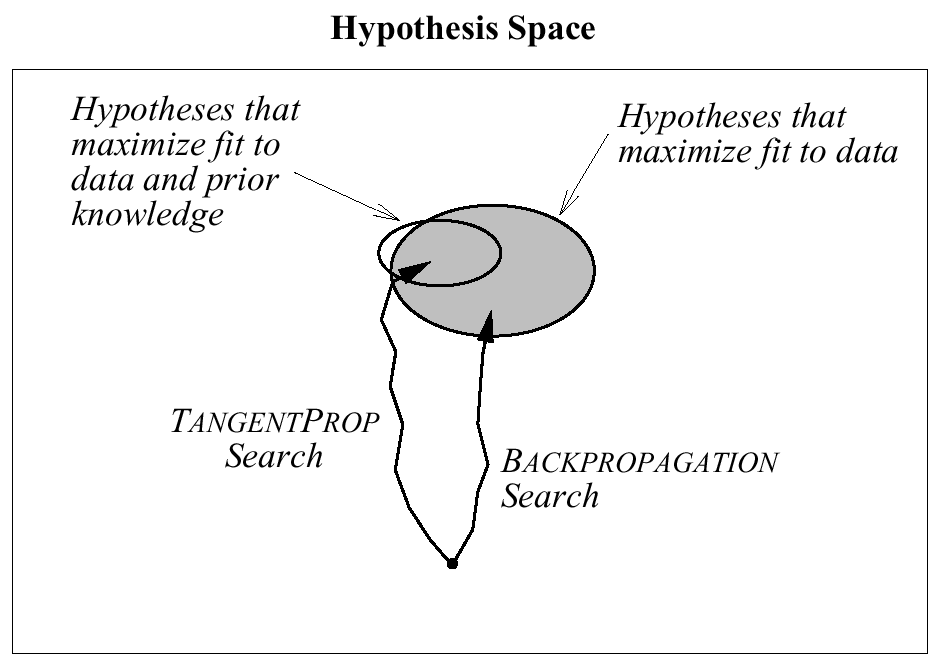 Hypothesis Space
Hypotheses that
maximize fit to
data and prior
knowledge
Hypotheses that
maximize fit to data
TANGENTPROP
Search
BACKPROPAGATION
Search